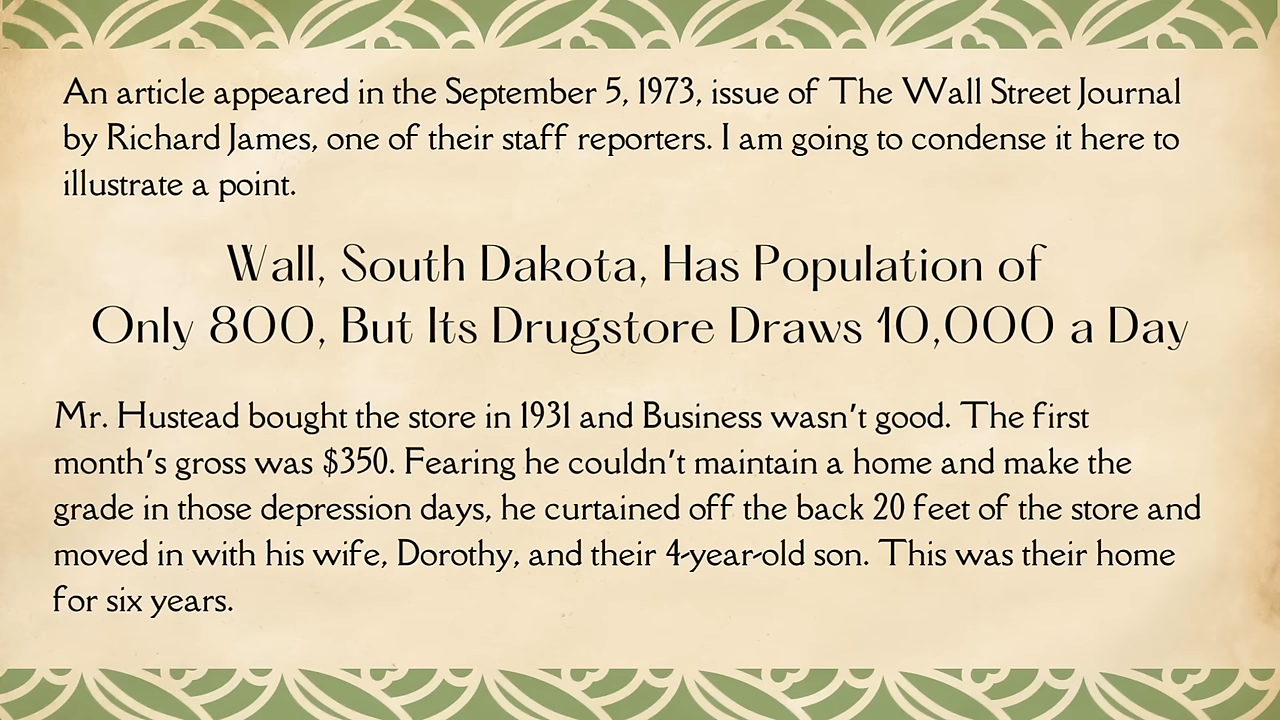 An article appeared in the September 5, 1973, issue of The Wall Street Journal
by Richard James, one of their staff reporters. I am going to condense it here to
illustrate a point.
Wall, South Dakota, Has Population of
Only 800, But Its Drugstore Draws 10,000 a Day
Mr. Hustead bought the store in 1931 and Business wasn't good. The first
month's gross was $350. Fearing he couldn't maintain a home and make the
grade in those depression days, he curtained off the back 20 feet of the store and
moved in with his wife, Dorothy, and their 4-year-old son. This was their home
for six years.